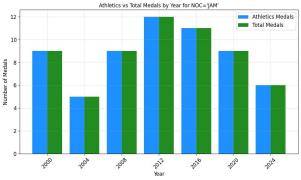 Athletics vs Total Medals by Year for NOC='JAM'
Athletics Medals
Total Medals
Number of Medals
12
10
8
6
4
2
0
2000
2004
2008
2012
2016
2020
2024
Year